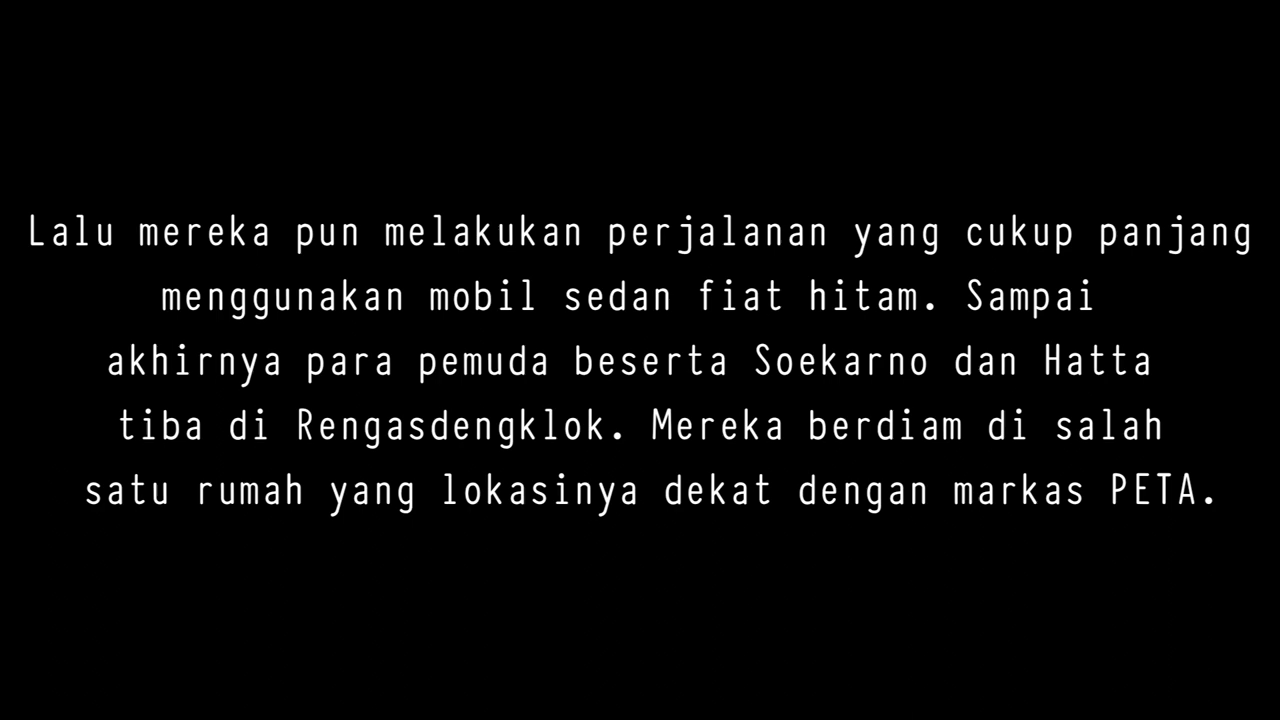 Lalu mereka pun melakukan perjalanan yang cukup panjang
menggunakan mobil sedan fiat hitam. Sampai
akhirnya para pemuda beserta Soekarno dan Hatta
tiba di Rengasdengklok. Mereka berdiam di salah
satu rumah yang lokasinya dekat dengan markas PETA.